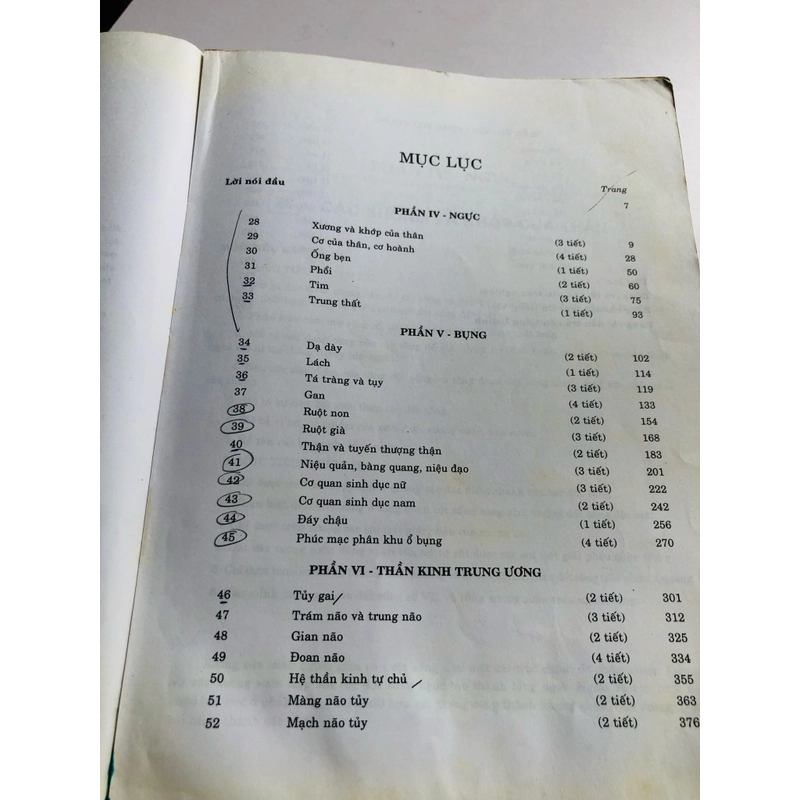 MỤC LỤC
Lời nói đầu Trang
7
PHẦN IV - NGỰC
28 Xương và khớp của thân (3 tiết) 9
29 Cơ của thân, cơ hoành (4 tiết) 28
30 Ống bẹn (1 tiết) 50
31 Phổi (2 tiết) 60
32 Tim (3 tiết) 75
33 Trung thất (1 tiết) 93
PHẦN V - BỤNG
34 Dạ dày (2 tiết) 102
35 Lách (1 tiết) 114
36 Tá tràng và tụy (3 tiết) 119
37 Gan (4 tiết) 133
38 Ruột non (2 tiết) 154
39 Ruột già (3 tiết) 168
40 Thận và tuyến thượng thận (2 tiết) 183
41 Niệu quản, bàng quang, niệu đạo (3 tiết) 201
42 Cơ quan sinh dục nữ (3 tiết) 222
43 Cơ quan sinh dục nam (2 tiết) 242
44 Đáy chậu (1 tiết) 256
45 Phúc mạc phân khu ổ bụng (4 tiết) 270
PHẦN VI - THẦN KINH TRUNG ƯƠNG
46 Tủy gai (2 tiết) 301
47 Trám não và trung não (3 tiết) 312
48 Gian não (2 tiết) 325
49 Đoan não (4 tiết) 334
50 Hệ thần kinh tự chủ (2 tiết) 355
51 Màng não tủy (2 tiết) 363
52 Mạch não tủy (2 tiết) 376